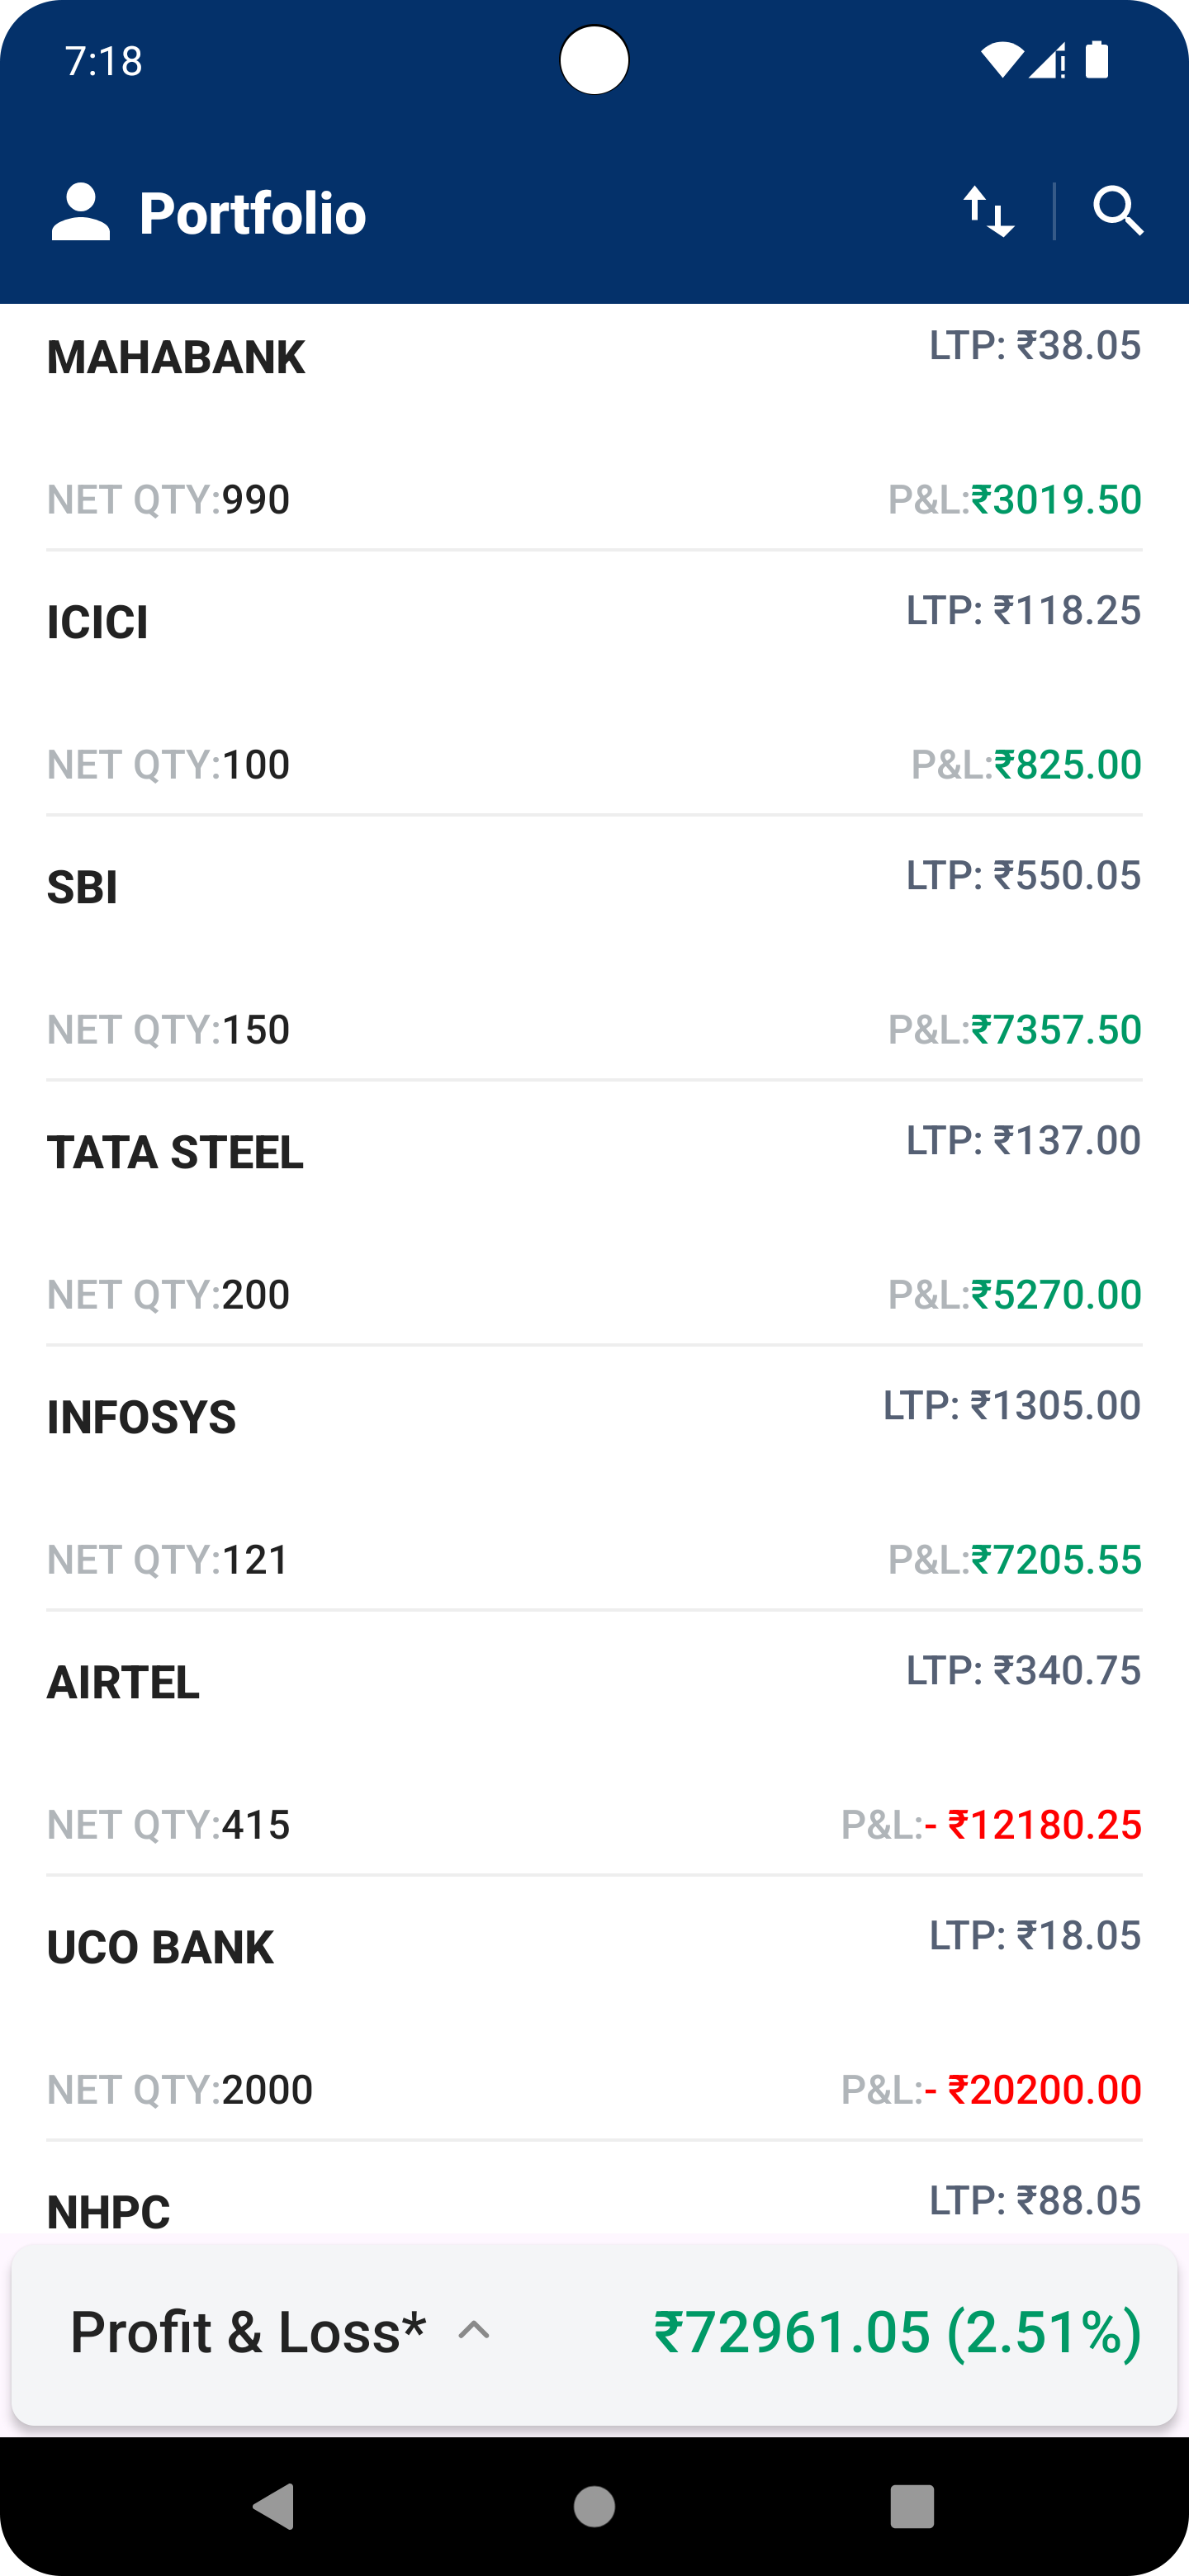 7:18
Portfolio
MAHABANK LTP: ₹38.05
NET QTY:990 P&L:₹3019.50
ICICI LTP: ₹118.25
NET QTY:100 P&L:₹825.00
SBI LTP: ₹550.05
NET QTY:150 P&L:₹7357.50
TATA STEEL LTP: ₹137.00
NET QTY:200 P&L:₹5270.00
INFOSYS LTP: ₹1305.00
NET QTY:121 P&L:₹7205.55
AIRTEL LTP: ₹340.75
NET QTY:415 P&L:- ₹12180.25
UCO BANK LTP: ₹18.05
NET QTY:2000 P&L:- ₹20200.00
NHPC LTP: ₹88.05
Profit & Loss* ₹72961.05 (2.51%)